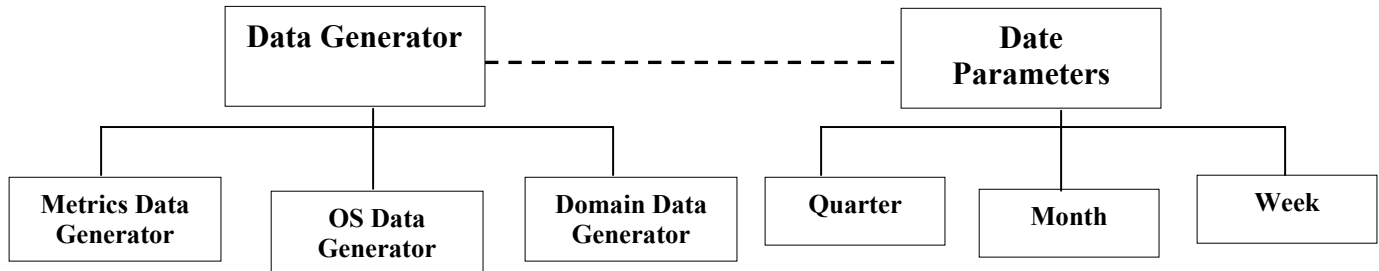 Data Generator
Date
Parameters
Metrics Data
Generator
OS Data
Generator
Domain Data
Generator
Quarter
Month
Week